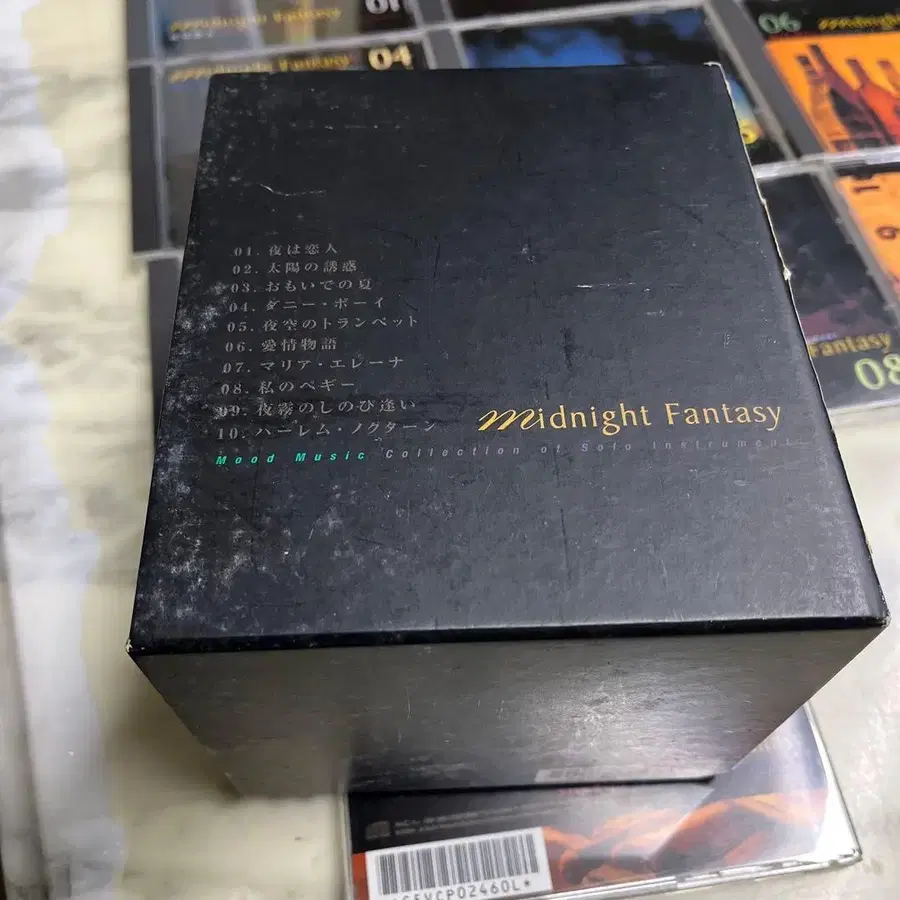 Midnight Fantasy
01
Midnight Fantasy
04
06
Midnight
01. 夜は恋人
02. 太陽の誘惑
03. おもいでの夏
04. ダニー・ボーイ
05. 夜空のトランペット
06. 愛情物語
07. マリア・エレーナ
08. 私のペギー
09. 夜霧のしのび逢い
10. ハーレム・ノクターン
Midnight Fantasy
Mood Music Collection of Solo Instrument
Fantasy
08